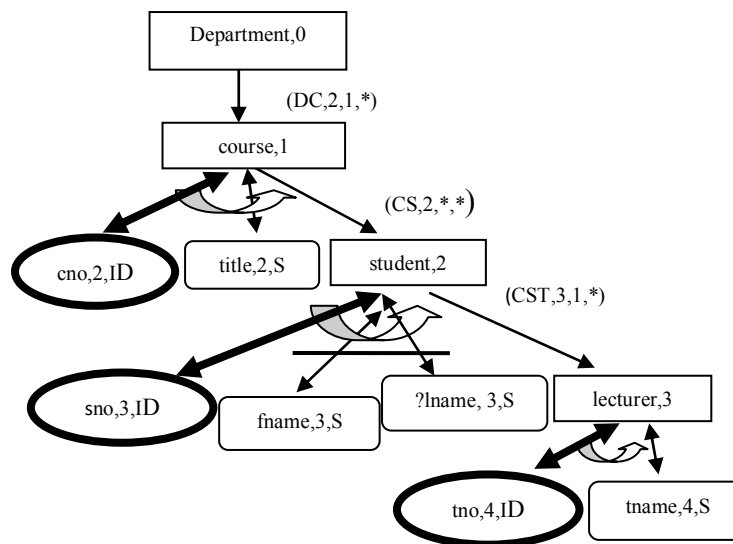 Department,0
(DC,2,1,*)
course,1
(CS,2,*,*)
cno,2,ID
title,2,S
student,2
(CST,3,1,*)
sno,3,ID
fname,3,S
?lname, 3,S
lecturer,3
tno,4,ID
tname,4,S